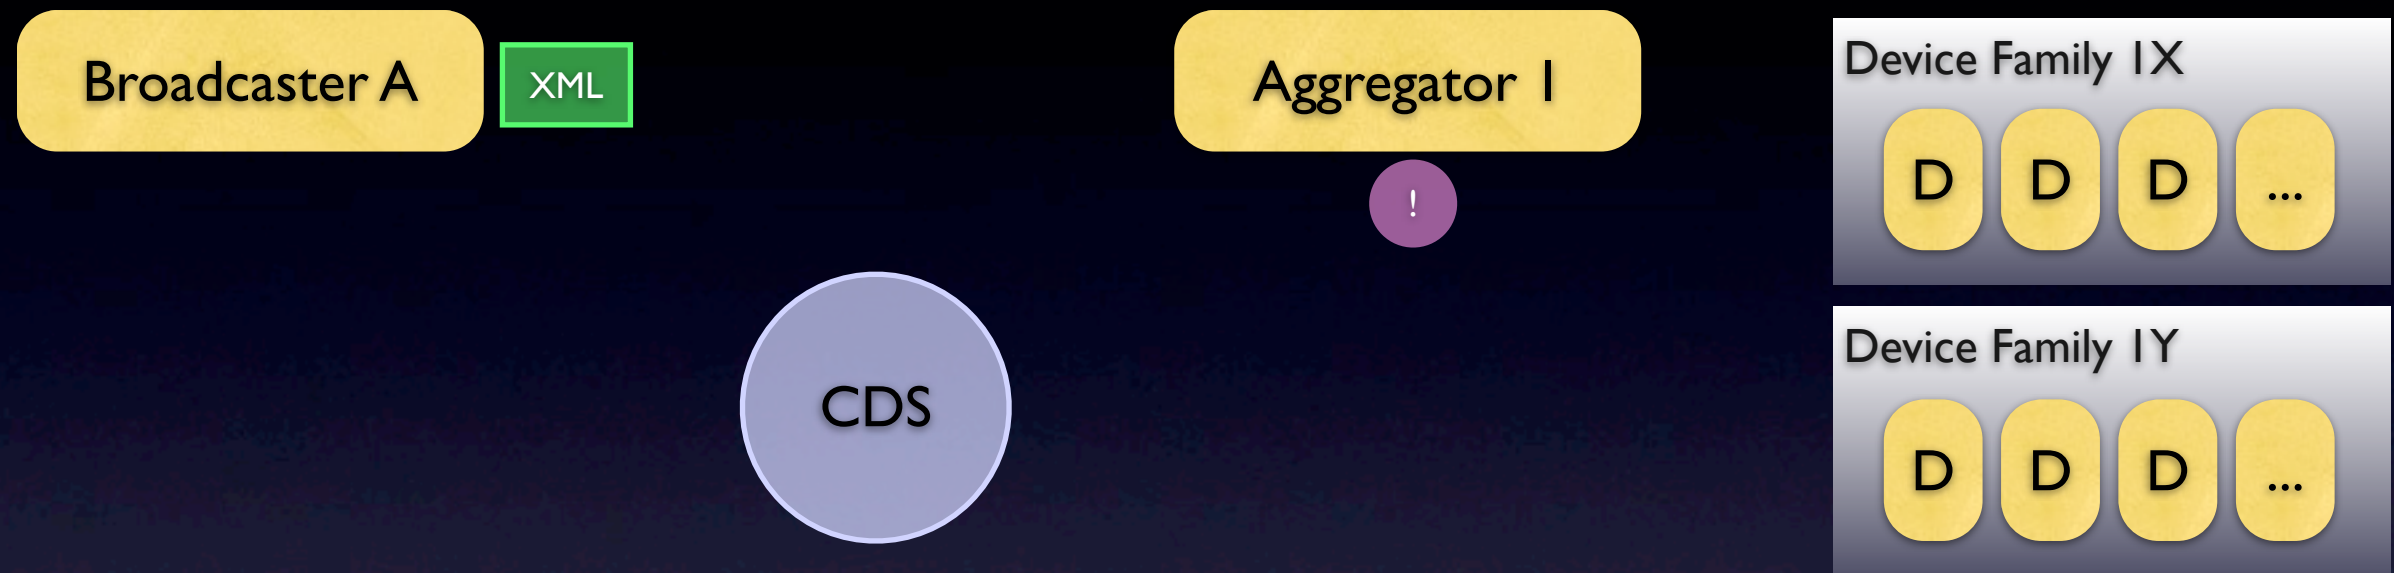 Broadcaster A
XML
Aggregator 1
!
CDS
Device Family 1X
D D D ...
Device Family 1Y
D D D ...